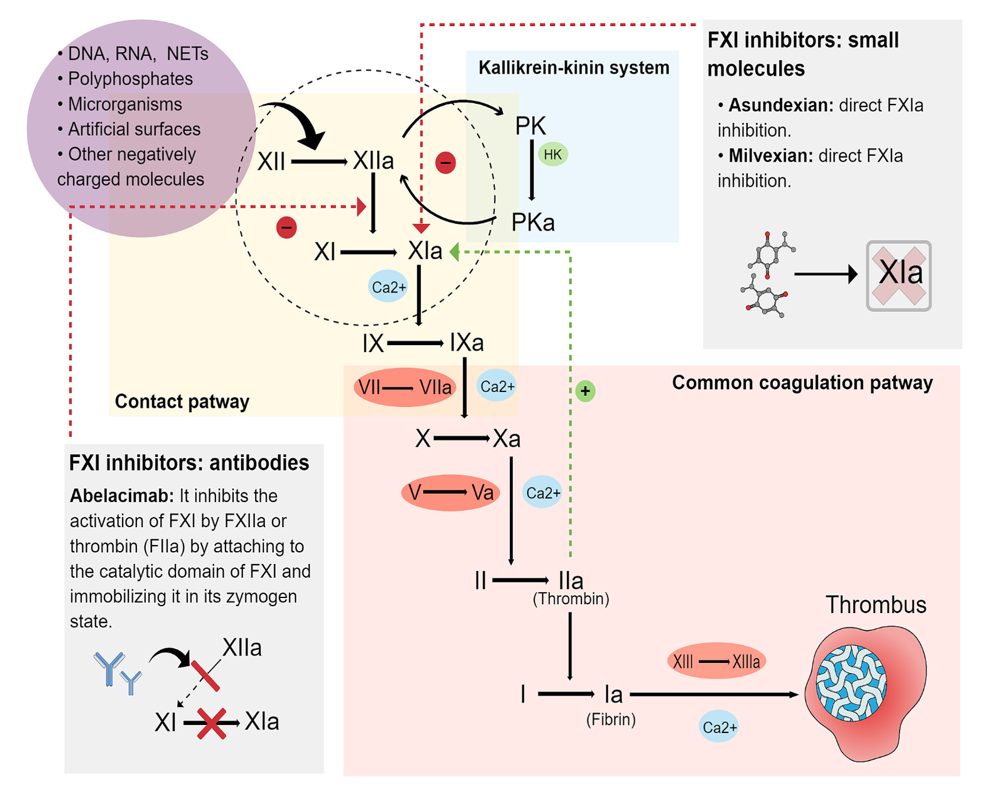 • DNA, RNA, NETs
• Polyphosphates
• Microrganisms
• Artificial surfaces
• Other negatively
charged molecules
Kallikrein-kinin system
FXI inhibitors: small
molecules
• Asundexian: direct FXIa
inhibition.
• Milvexian: direct FXIa
inhibition.
XIa
XII
XIIa
PK
HK
PKa
−
−
XI
XIa
Ca2+
IX
IXa
VII
VIIa
Ca2+
Contact patway
Common coagulation patway
+
X
Xa
V
Va
Ca2+
II
IIa
(Thrombin)
I
Ia
(Fibrin)
XIII
XIIIa
Ca2+
Thrombus
FXI inhibitors: antibodies
Abelacimab: It inhibits the
activation of FXI by FXIIa or
thrombin (FIIa) by attaching to
the catalytic domain of FXI and
immobilizing it in its zymogen
state.
XIIa
XI
XIa